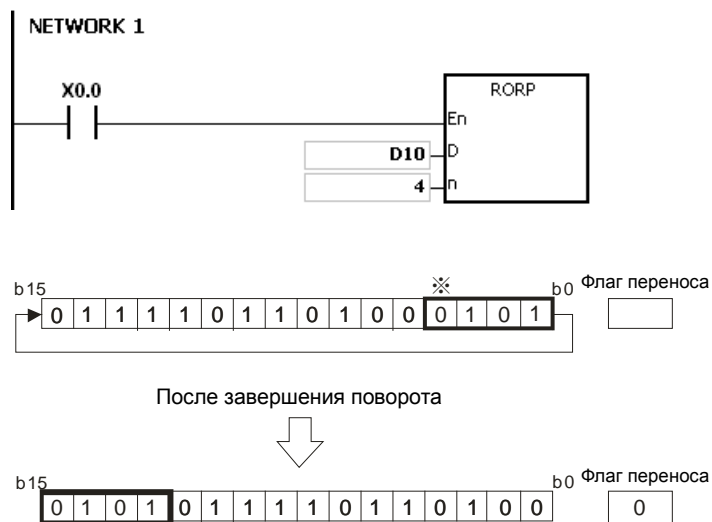 NETWORK 1
X0.0
RORP
En
D10 D
4 n
※
b15 b0 Флаг переноса
0 1 1 1 1 0 1 1 0 1 0 0 0 1 0 1
После завершения поворота
b15 b0 Флаг переноса
0 1 0 1 0 1 1 1 1 0 1 1 0 1 0 0 0